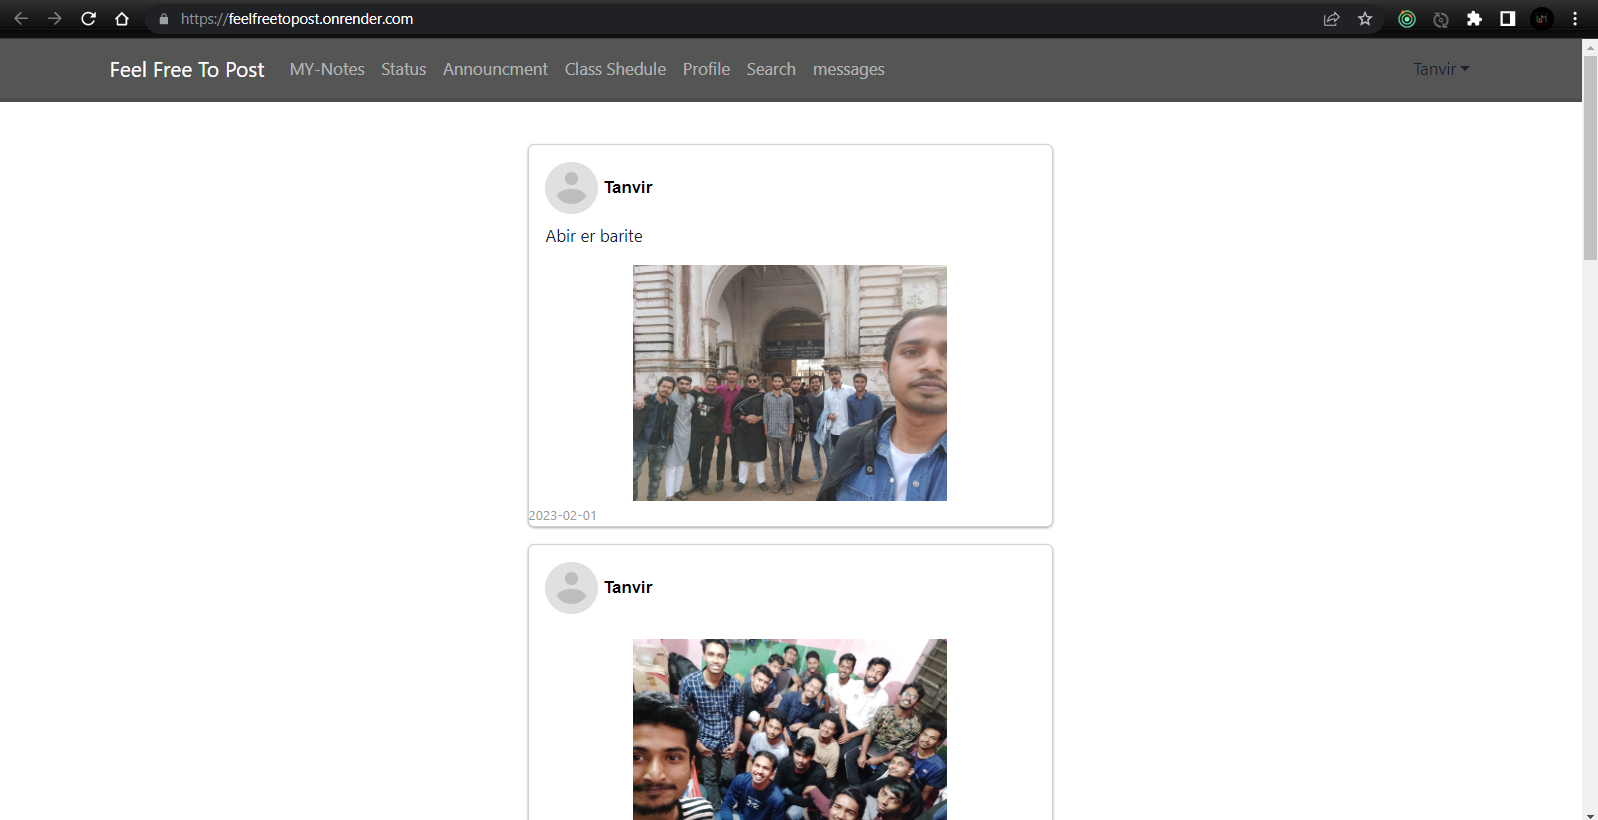 https://feelfreetopost.onrender.com
Feel Free To Post MY-Notes Status Announcment Class Shedule Profile Search messages Tanvir
Tanvir
Abir er barite
2023-02-01
Tanvir